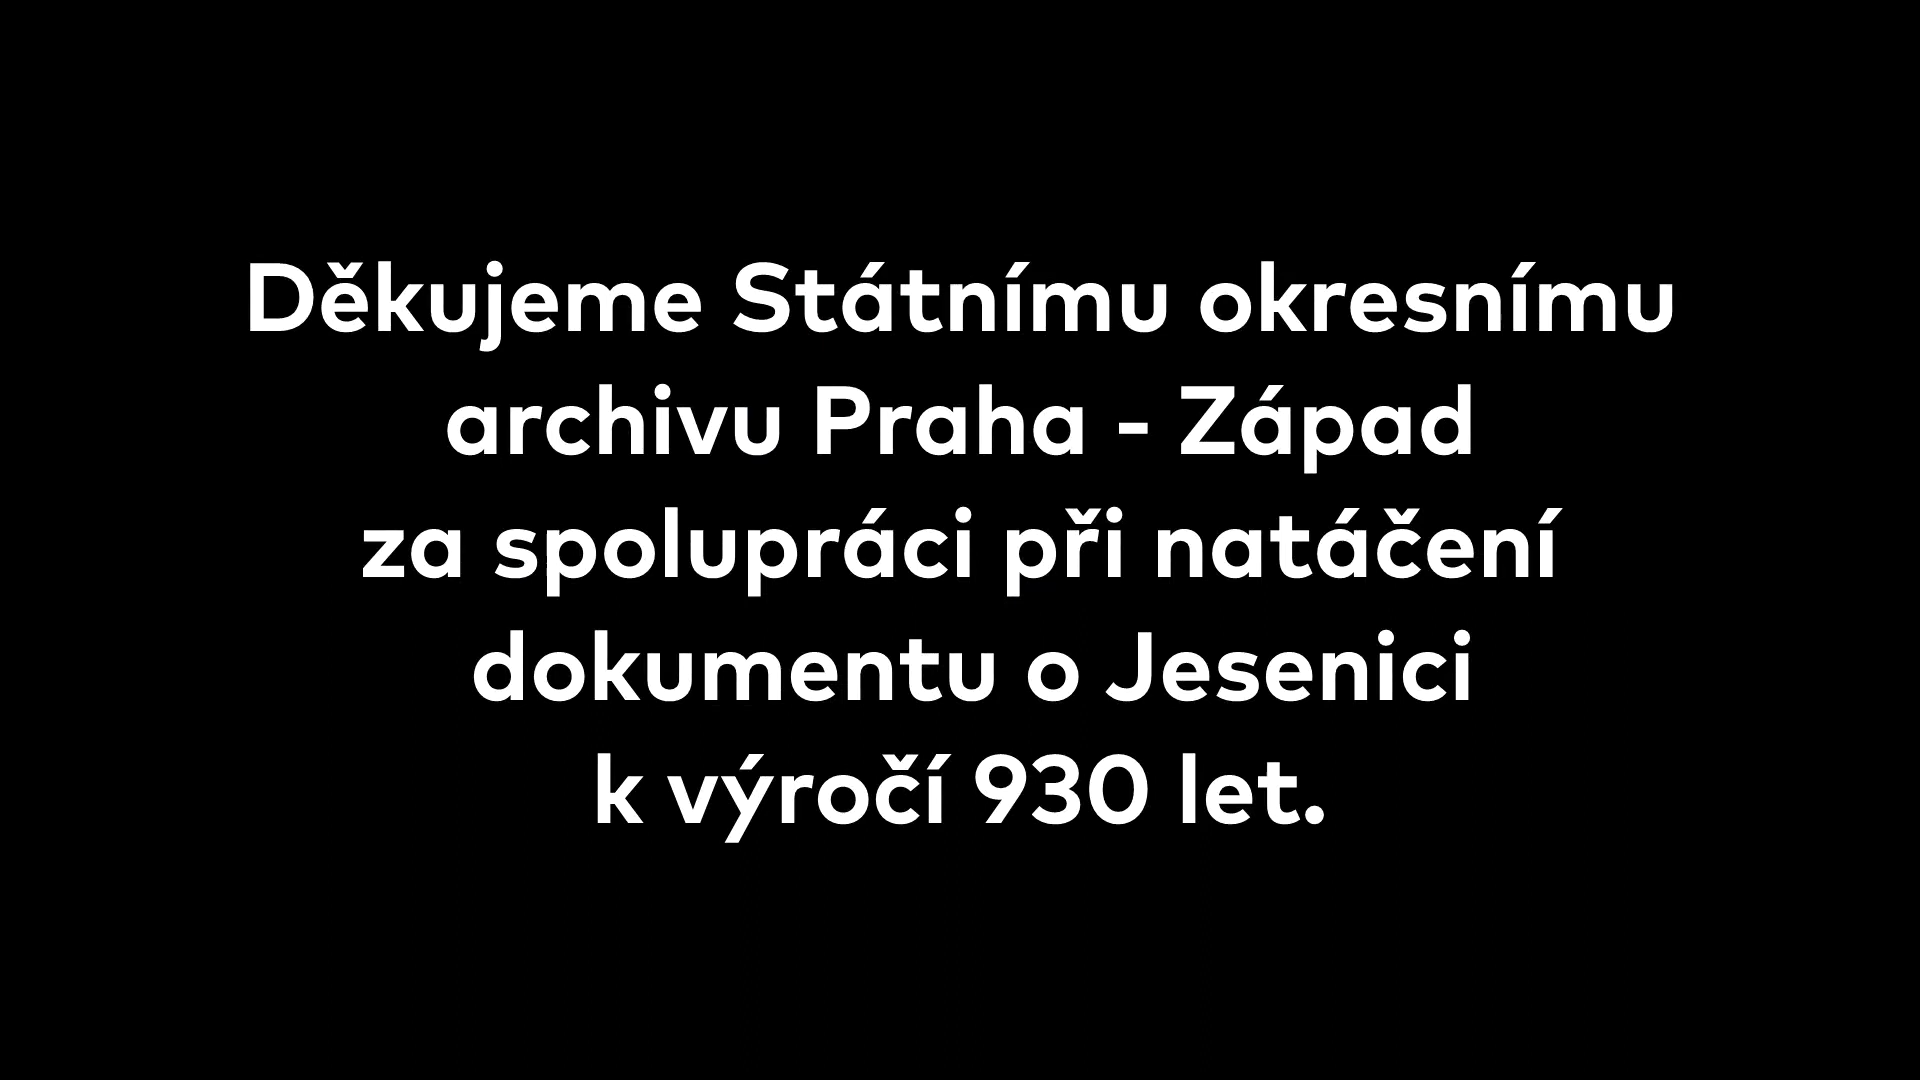 Děkujeme Státnímu okresnímu
archivu Praha - Západ
za spolupráci při natáčení
dokumentu o Jesenici
k výročí 930 let.